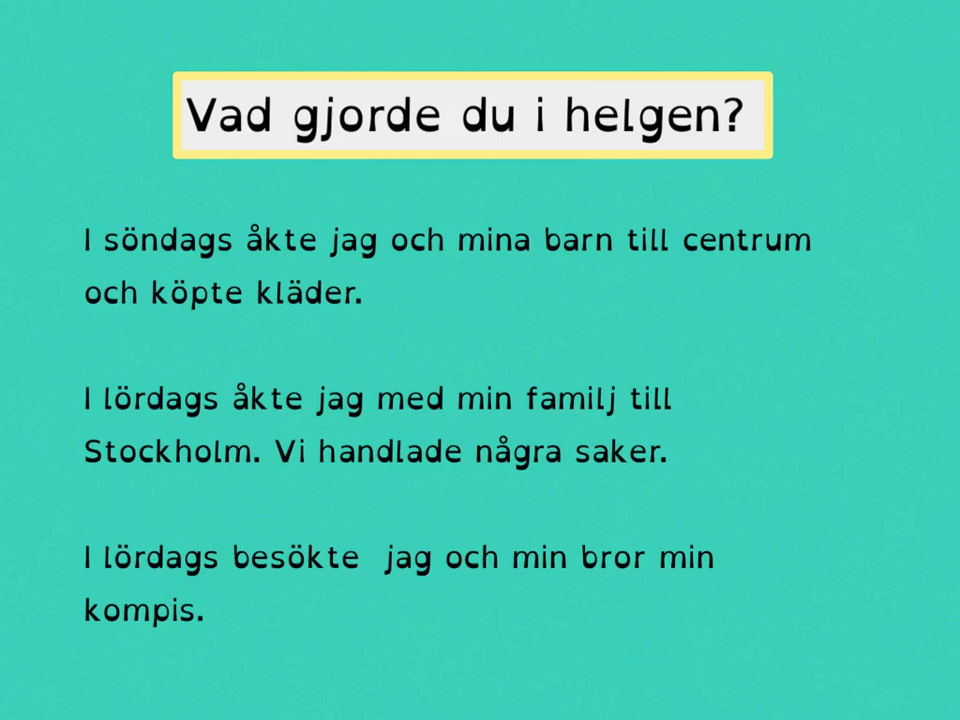 Vad gjorde du i helgen?
I söndags åkte jag och mina barn till centrum
och köpte kläder.
I lördags åkte jag med min familj till
Stockholm. Vi handlade några saker.
I lördags besökte  jag och min bror min
kompis.